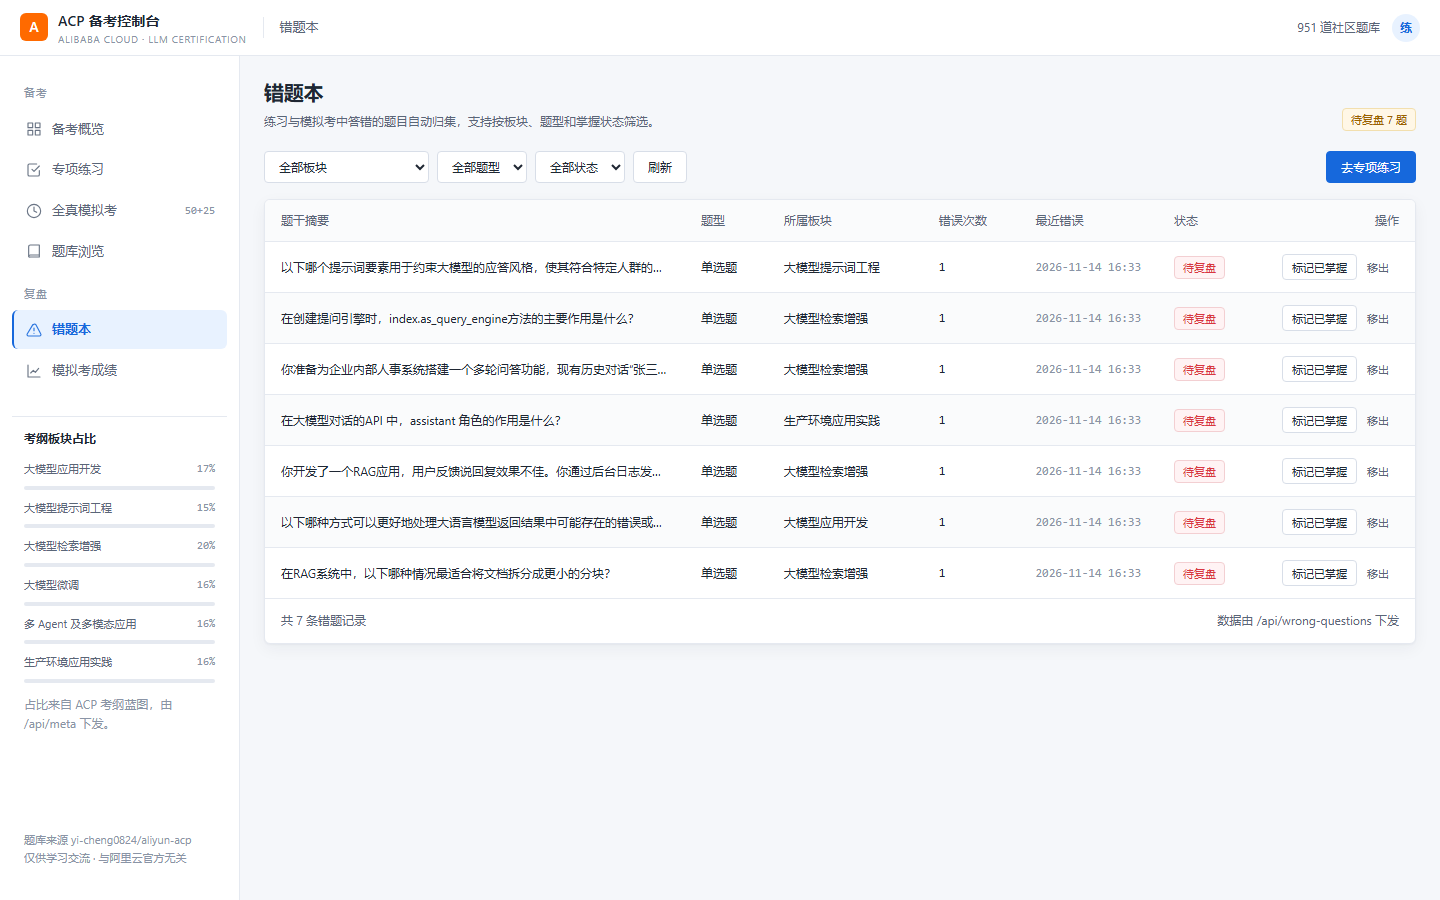 A
ACP 备考控制台
ALIBABA CLOUD · LLM CERTIFICATION
错题本
951 道社区题库
练
备考
备考概览
专项练习
全真模拟考
50+25
题库浏览
复盘
错题本
模拟考成绩
考纲板块占比
大模型应用开发 17%
大模型提示词工程 15%
大模型检索增强 20%
大模型微调 16%
多 Agent 及多模态应用 16%
生产环境应用实践 16%
占比来自 ACP 考纲蓝图，由
/api/meta 下发。
题库来源 yi-cheng0824/aliyun-acp
仅供学习交流 · 与阿里云官方无关
错题本
练习与模拟考中答错的题目自动归集，支持按板块、题型和掌握状态筛选。
待复盘 7 题
全部板块 全部题型 全部状态 刷新
去专项练习
题干摘要 题型 所属板块 错误次数 最近错误 状态 操作
以下哪个提示词要素用于约束大模型的应答风格，使其符合特定人群的... 单选题 大模型提示词工程 1 2026-11-14 16:33 待复盘 标记已掌握 移出
在创建提问引擎时，index.as_query_engine方法的主要作用是什么？ 单选题 大模型检索增强 1 2026-11-14 16:33 待复盘 标记已掌握 移出
你准备为企业内部人事系统搭建一个多轮问答功能，现有历史对话“张三... 单选题 大模型检索增强 1 2026-11-14 16:33 待复盘 标记已掌握 移出
在大模型对话的API 中，assistant 角色的作用是什么？ 单选题 生产环境应用实践 1 2026-11-14 16:33 待复盘 标记已掌握 移出
你开发了一个RAG应用，用户反馈说回复效果不佳。你通过后台日志发... 单选题 大模型检索增强 1 2026-11-14 16:33 待复盘 标记已掌握 移出
以下哪种方式可以更好地处理大语言模型返回结果中可能存在的错误或... 单选题 大模型应用开发 1 2026-11-14 16:33 待复盘 标记已掌握 移出
在RAG系统中，以下哪种情况最适合将文档拆分成更小的分块？ 单选题 大模型检索增强 1 2026-11-14 16:33 待复盘 标记已掌握 移出
共 7 条错题记录
数据由 /api/wrong-questions 下发